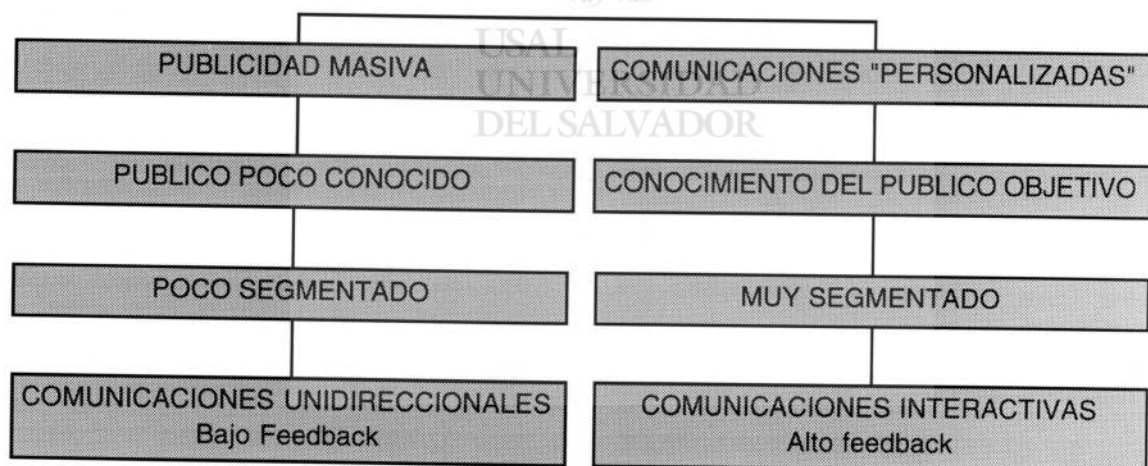 USAL
UNIVERSIDAD
DEL SALVADOR
PUBLICIDAD MASIVA
COMUNICACIONES "PERSONALIZADAS"
PUBLICO POCO CONOCIDO
CONOCIMIENTO DEL PUBLICO OBJETIVO
POCO SEGMENTADO
MUY SEGMENTADO
COMUNICACIONES UNIDIRECCIONALES
Bajo Feedback
COMUNICACIONES INTERACTIVAS
Alto feedback